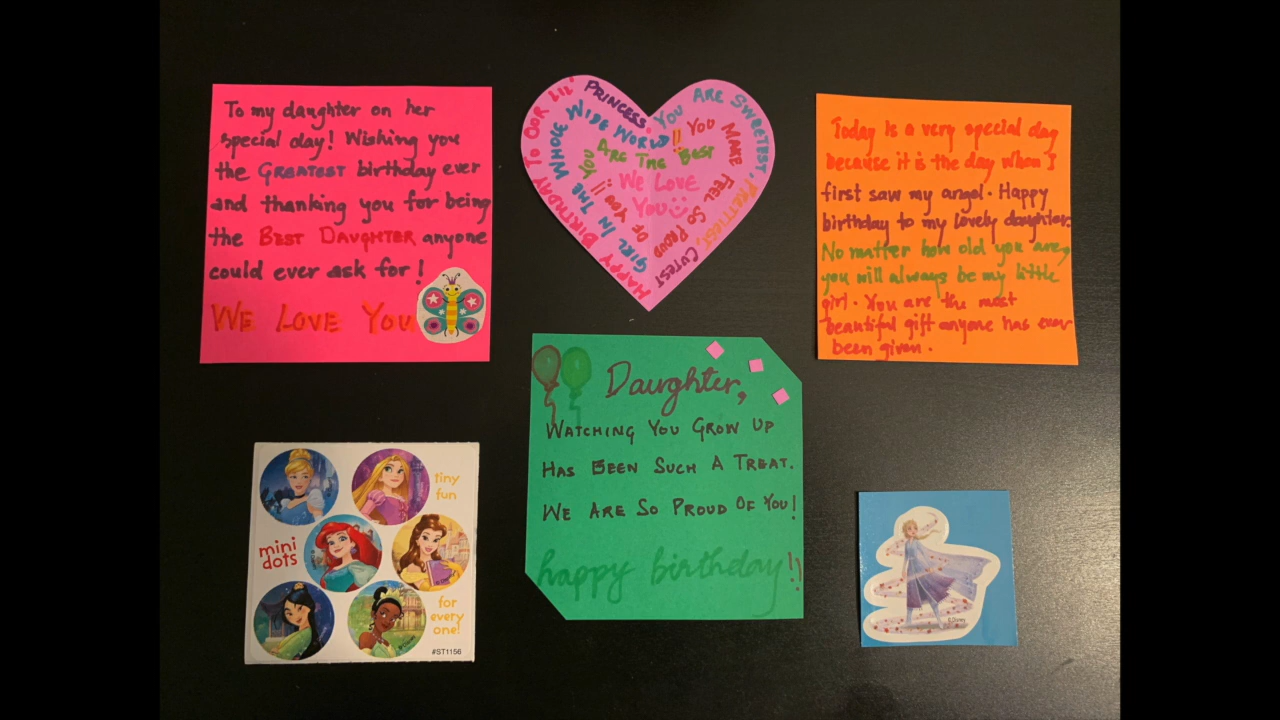 To my daughter on her
special day! Wishing you
the GREATEST birthday ever
and thanking you for being
the BEST DAUGHTER anyone
could ever ask for!
WE LOVE YOU
HAPPY BIRTHDAY TO OUR LIL'
PRINCESS.
YOU ARE SWEETEST, PRETTIEST, CUTEST
GIRL IN THE WHOLE WIDE WORLD!!
YOU MAKE FEEL SO PROUD
OF YOU!!
YOU ARE THE BEST
WE LOVE
YOU
Today is a very special day
because it is the day when I
first saw my angel. Happy
birthday to my lovely daughter.
No matter how old you are,
you will always be my little
girl. You are the most
beautiful gift anyone has ever
been given.
Daughter,
WATCHING YOU GROW UP
HAS BEEN SUCH A TREAT.
WE ARE SO PROUD OF YOU!
happy birthday!!
tiny
fun
mini
dots
for
every
one!
#ST1156
©Disney